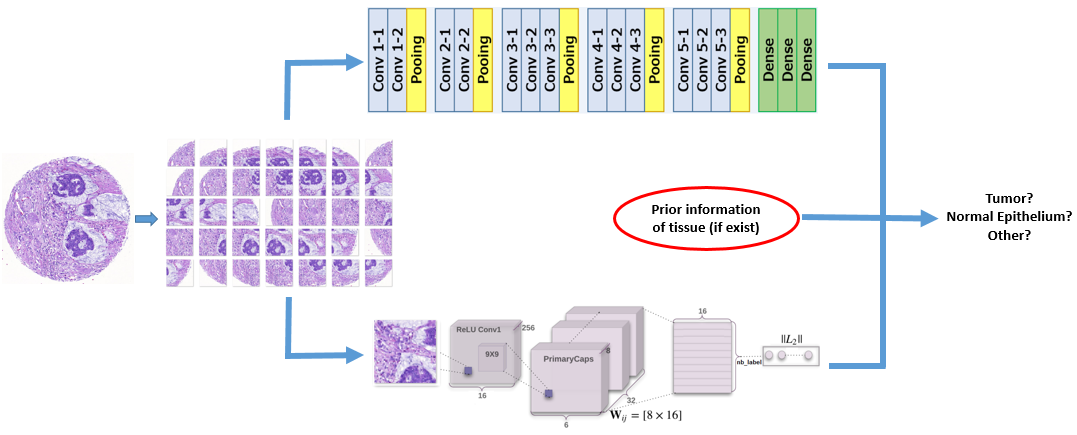 Conv 1-1
Conv 1-2
Pooing
Conv 2-1
Conv 2-2
Pooing
Conv 3-1
Conv 3-2
Conv 3-3
Pooing
Conv 4-1
Conv 4-2
Conv 4-3
Pooing
Conv 5-1
Conv 5-2
Conv 5-3
Pooing
Dense
Dense
Dense
Prior information
of tissue (if exist)
Tumor?
Normal Epithelium?
Other?
ReLU Conv1
256
9X9
16
PrimaryCaps
8
32
6
W_{ij} = [8 × 16]
16
nb_label
||L_2||